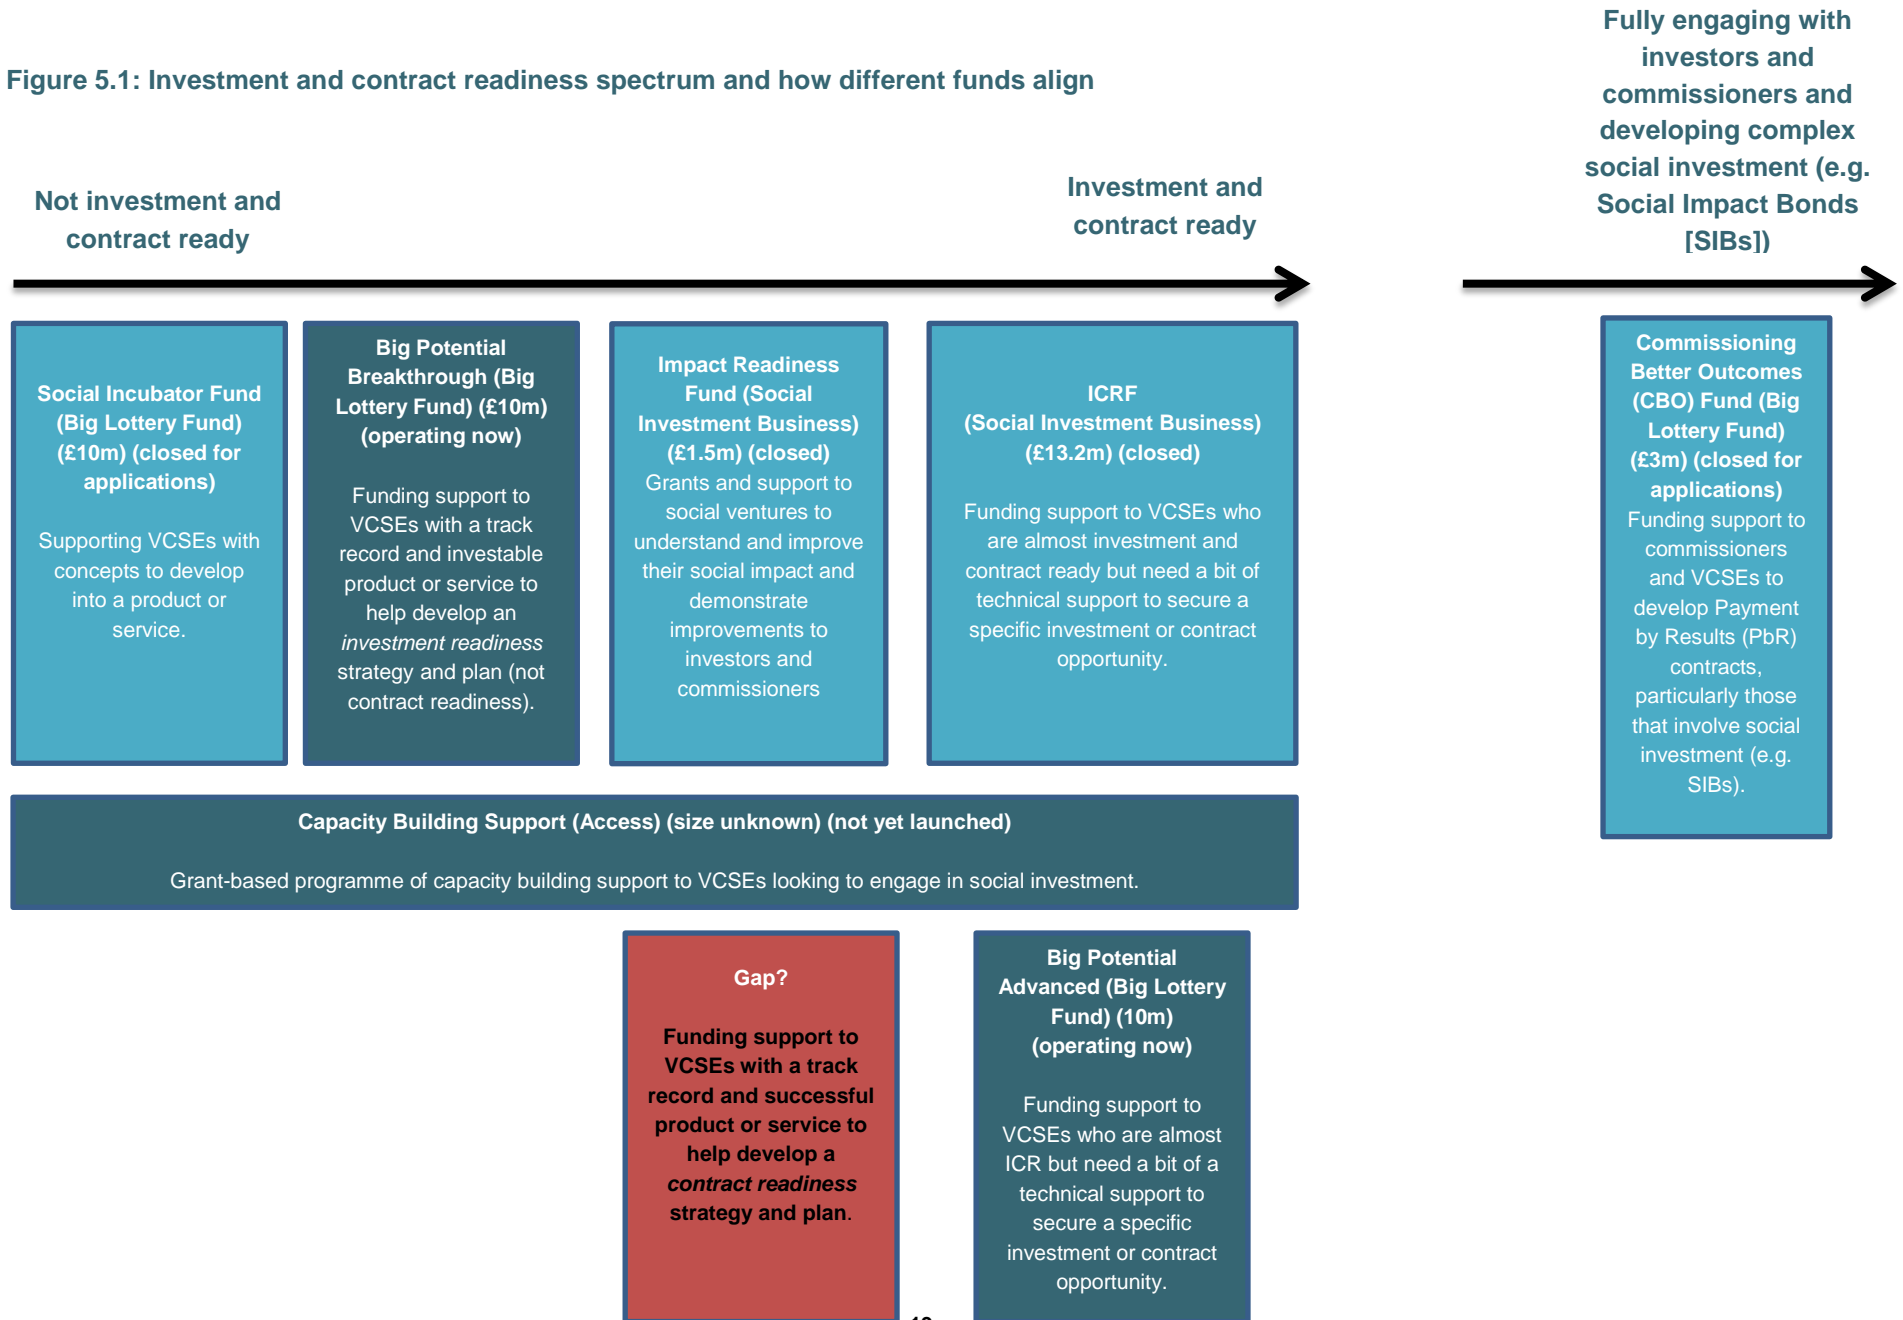 Fully engaging with
investors and
commissioners and
developing complex
social investment (e.g.
Social Impact Bonds
[SIBs])
Figure 5.1: Investment and contract readiness spectrum and how different funds align
Not investment and
contract ready
Investment and
contract ready
Social Incubator Fund
(Big Lottery Fund)
(£10m) (closed for
applications)
Supporting VCSEs with
concepts to develop
into a product or
service.
Big Potential
Breakthrough (Big
Lottery Fund) (£10m)
(operating now)
Funding support to
VCSEs with a track
record and investable
product or service to
help develop an
investment readiness
strategy and plan (not
contract readiness).
Impact Readiness
Fund (Social
Investment Business)
(£1.5m) (closed)
Grants and support to
social ventures to
understand and improve
their social impact and
demonstrate
improvements to
investors and
commissioners
ICRF
(Social Investment Business)
(£13.2m) (closed)
Funding support to VCSEs who
are almost investment and
contract ready but need a bit of
technical support to secure a
specific investment or contract
opportunity.
Commissioning
Better Outcomes
(CBO) Fund (Big
Lottery Fund)
(£3m) (closed for
applications)
Funding support to
commissioners
and VCSEs to
develop Payment
by Results (PbR)
contracts,
particularly those
that involve social
investment (e.g.
SIBs).
Capacity Building Support (Access) (size unknown) (not yet launched)
Grant-based programme of capacity building support to VCSEs looking to engage in social investment.
Gap?
Funding support to
VCSEs with a track
record and successful
product or service to
help develop a
contract readiness
strategy and plan.
Big Potential
Advanced (Big Lottery
Fund) (10m)
(operating now)
Funding support to
VCSEs who are almost
ICR but need a bit of a
technical support to
secure a specific
investment or contract
opportunity.